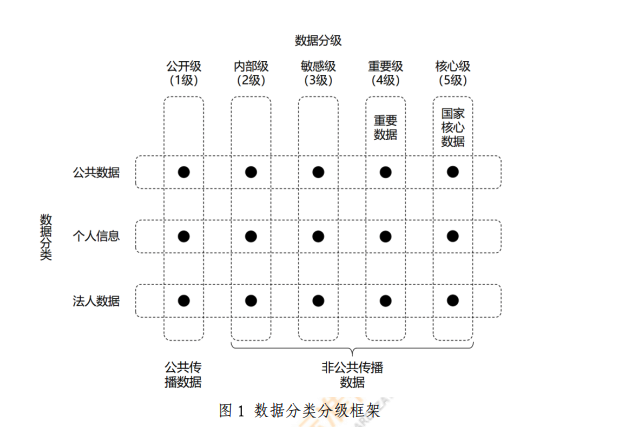 数据分级
公开级 内部级 敏感级 重要级 核心级
(1级) (2级) (3级) (4级) (5级)
重要
数据
国家
核心
数据
数据分类
公共数据
个人信息
法人数据
公共传
播数据
非公共传播
数据
图 1 数据分类分级框架